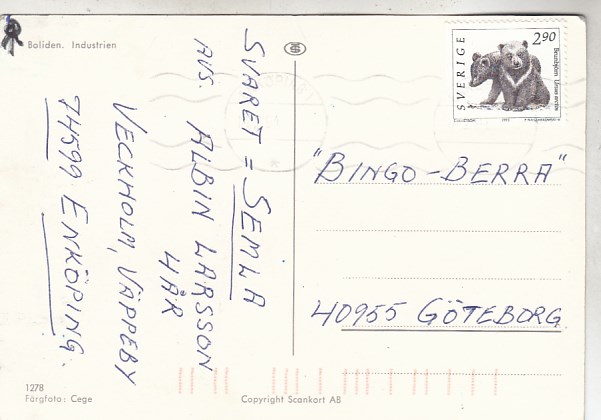 Boliden. Industrien
SVARET = SEMLA
AVS. ALBIN LARSSON
HÄR
VECKHOLM, VÄPPEBY
74599 ENKÖPING.
SVERIGE
2.90
Brunbjörn Ursus arctos
"BINGO-BERRA"
40955 GÖTEBORG
1278
Färgfoto: Cege
Copyright Scankort AB